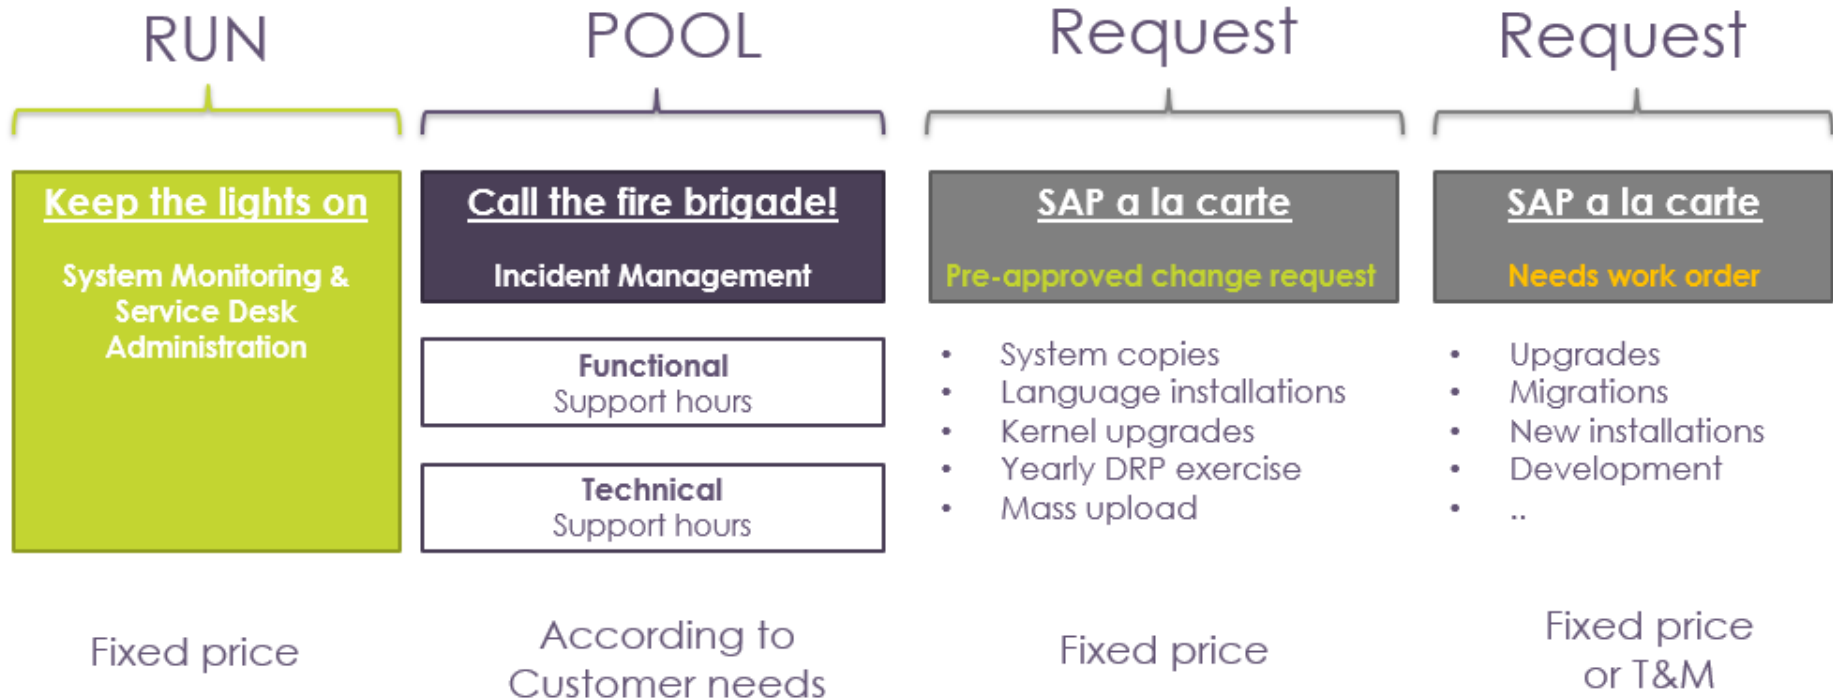 RUN
POOL
Request
Request
Keep the lights on
System Monitoring &
Service Desk
Administration
Call the fire brigade!
Incident Management
Functional
Support hours
Technical
Support hours
SAP a la carte
Pre-approved change request
• System copies
• Language installations
• Kernel upgrades
• Yearly DRP exercise
• Mass upload
SAP a la carte
Needs work order
• Upgrades
• Migrations
• New installations
• Development
• ..
Fixed price
According to
Customer needs
Fixed price
Fixed price
or T&M